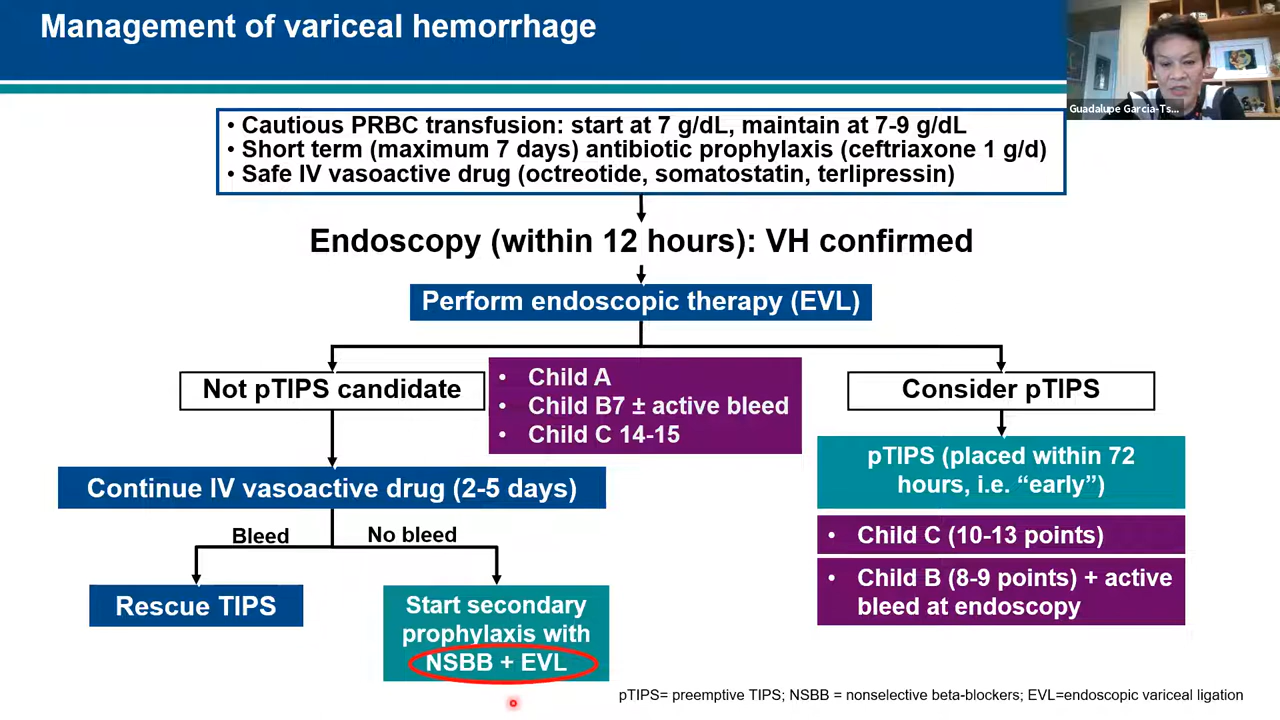 Management of variceal hemorrhage
Guadalupe Garcia-Ts...
• Cautious PRBC transfusion: start at 7 g/dL, maintain at 7-9 g/dL
• Short term (maximum 7 days) antibiotic prophylaxis (ceftriaxone 1 g/d)
• Safe IV vasoactive drug (octreotide, somatostatin, terlipressin)
Endoscopy (within 12 hours): VH confirmed
Perform endoscopic therapy (EVL)
Not pTIPS candidate
• Child A
• Child B7 ± active bleed
• Child C 14-15
Consider pTIPS
pTIPS (placed within 72
hours, i.e. “early”)
• Child C (10-13 points)
• Child B (8-9 points) + active
bleed at endoscopy
Continue IV vasoactive drug (2-5 days)
Bleed
No bleed
Rescue TIPS
Start secondary
prophylaxis with
NSBB + EVL
pTIPS= preemptive TIPS; NSBB = nonselective beta-blockers; EVL=endoscopic variceal ligation